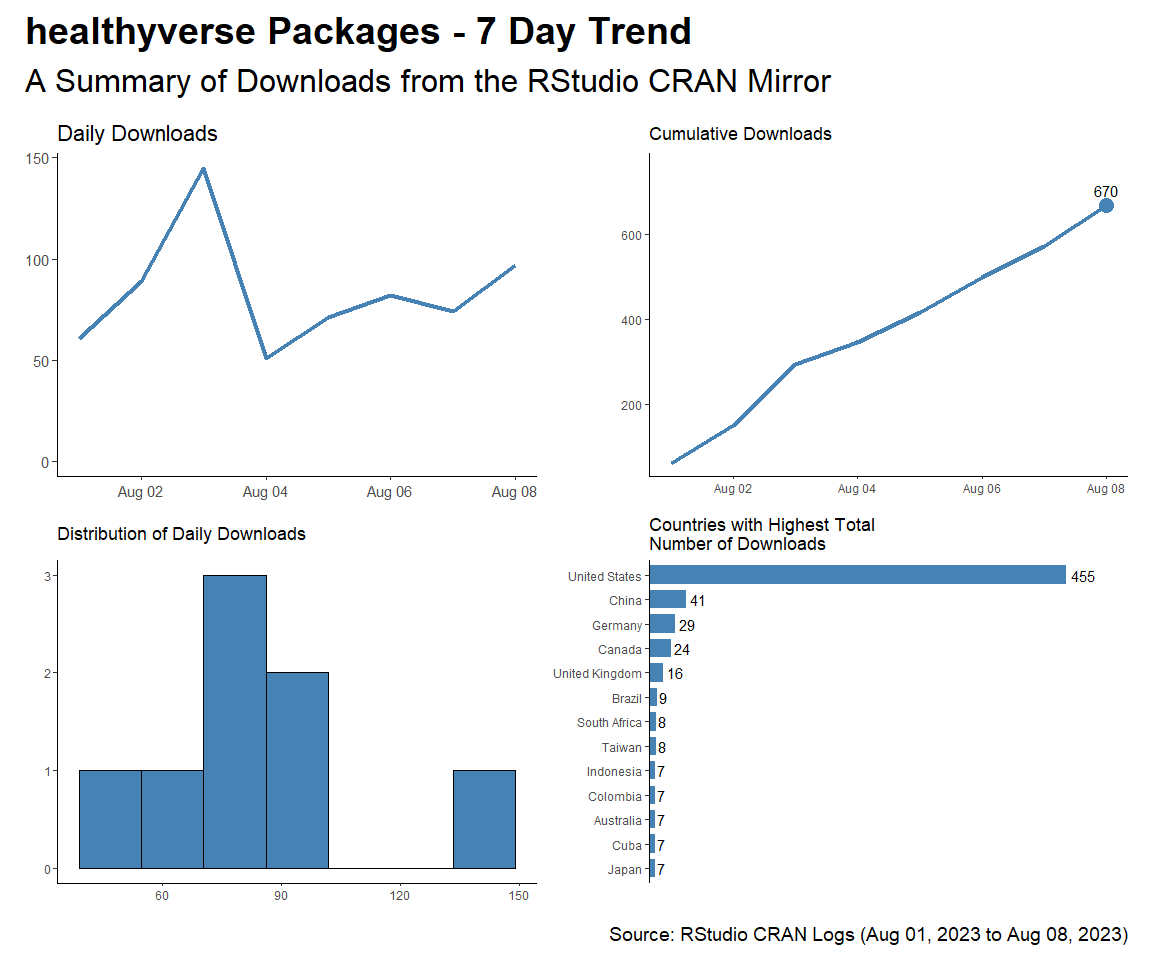 healthyverse Packages - 7 Day Trend
A Summary of Downloads from the RStudio CRAN Mirror
Daily Downloads
150
100
50
0
Aug 02 Aug 04 Aug 06 Aug 08
Cumulative Downloads
670
600
400
200
Aug 02 Aug 04 Aug 06 Aug 08
Distribution of Daily Downloads
3
2
1
0
60 90 120 150
Countries with Highest Total
Number of Downloads
United States 455
China 41
Germany 29
Canada 24
United Kingdom 16
Brazil 9
South Africa 8
Taiwan 8
Indonesia 7
Colombia 7
Australia 7
Cuba 7
Japan 7
Source: RStudio CRAN Logs (Aug 01, 2023 to Aug 08, 2023)